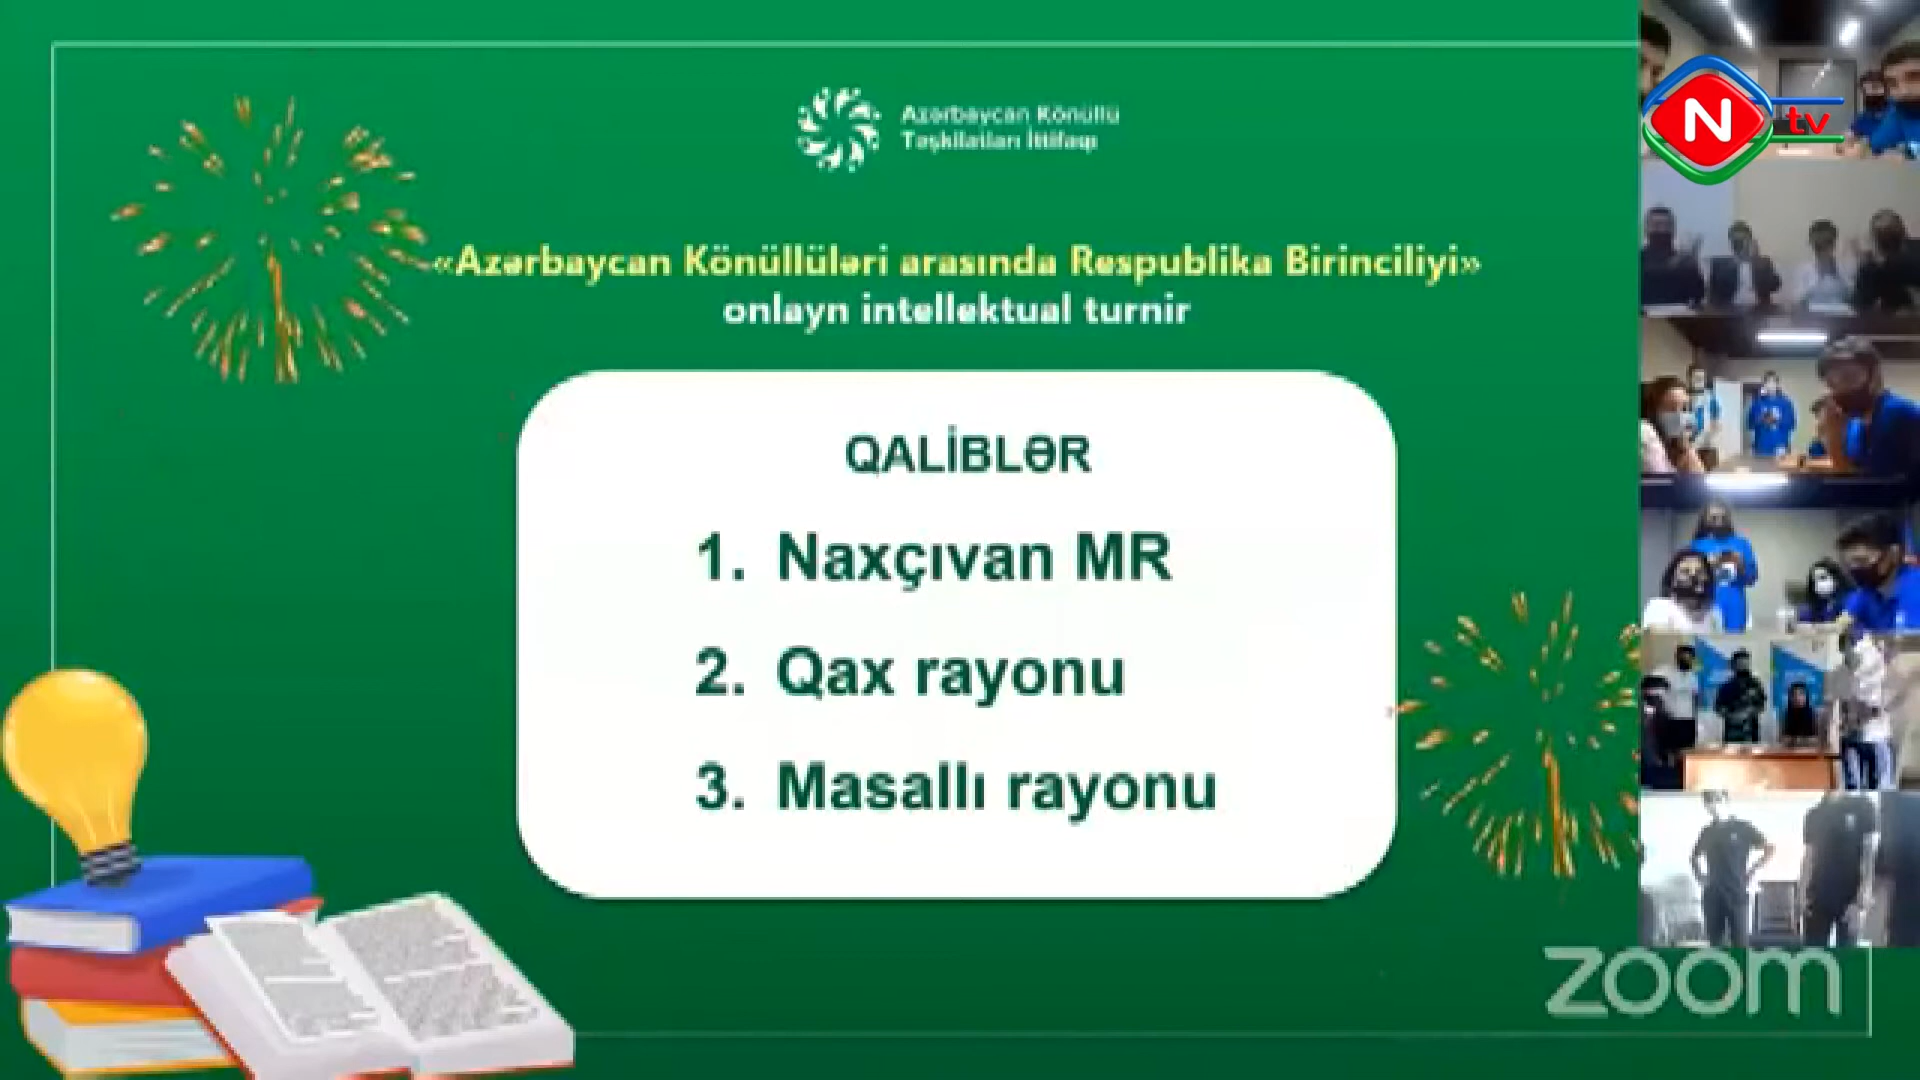 N tv
Azərbaycan Könüllü
Təşkilatları İttifaqı
«Azərbaycan Könüllüləri arasında Respublika Birinciliyi»
onlayn intellektual turnir
QALİBLƏR
1. Naxçıvan MR
2. Qax rayonu
3. Masallı rayonu
zoom